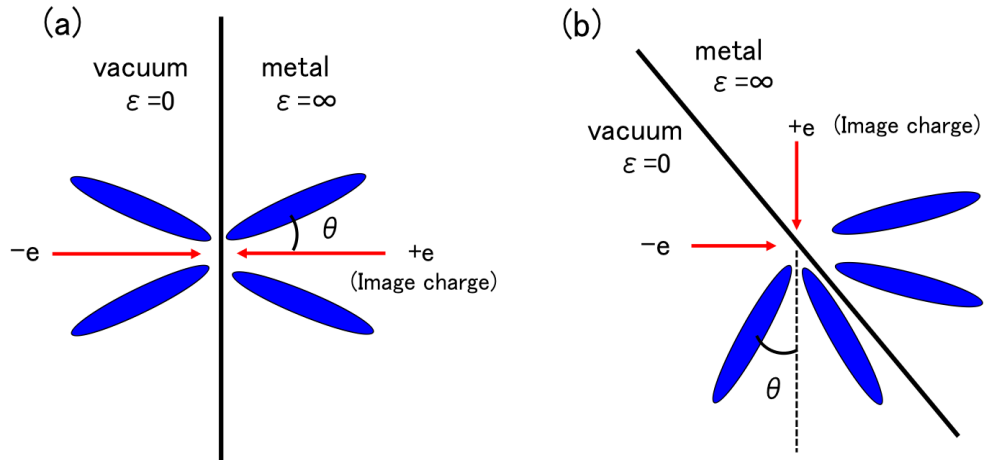 (a)
vacuum
ε=0
metal
ε=∞
θ
−e
+e
(Image charge)
(b)
metal
ε=∞
vacuum
ε=0
+e (Image charge)
−e
θ